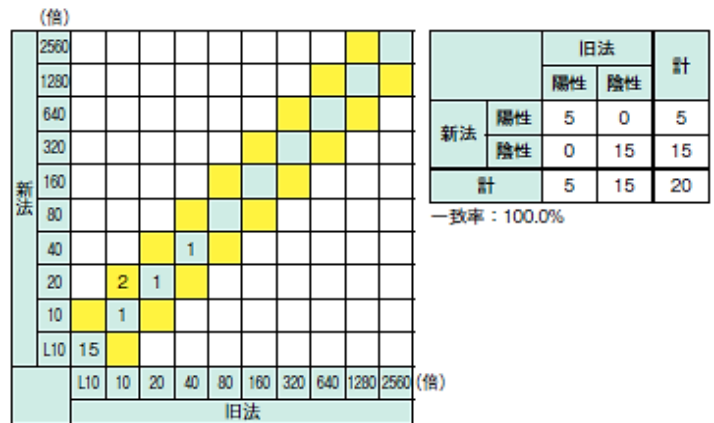 (倍)
2560
1280
640
320
160
80
40 1
20 2 1
10 1
L10 15
新法
L10 10 20 40 80 160 320 640 1280 2560 (倍)
旧法
旧法 計
陽性 陰性
新法 陽性 5 0 5
陰性 0 15 15
計 5 15 20
一致率：100.0%